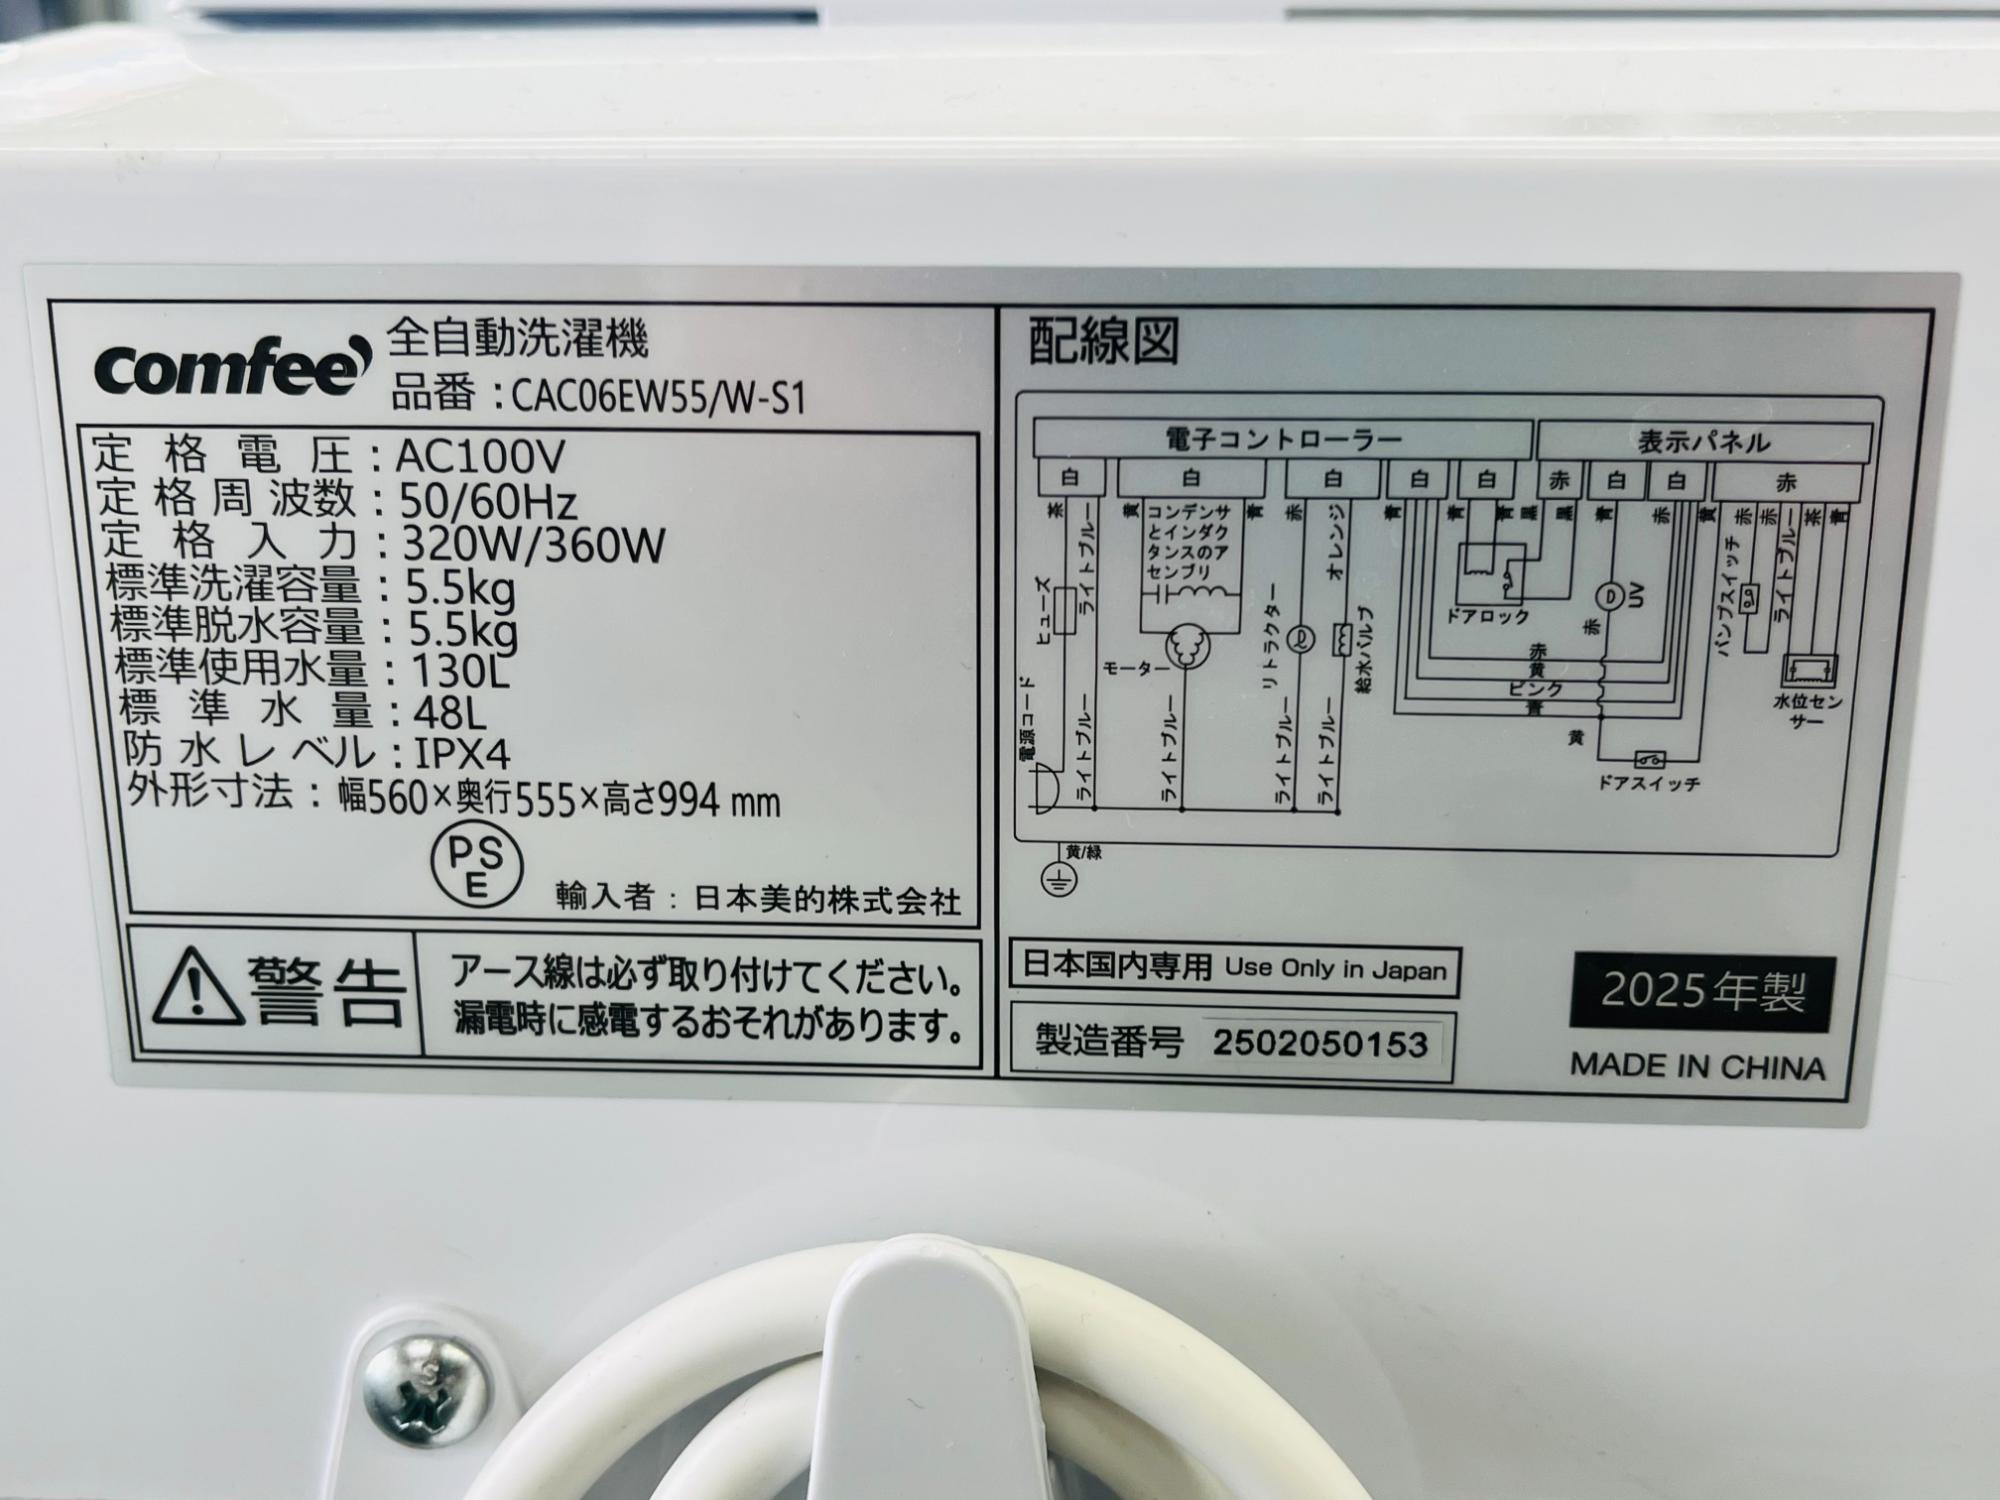 comfee'
全自動洗濯機
品番：CAC06EW55/W-S1
定格電圧：AC100V
定格周波数：50/60Hz
定格入力：320W/360W
標準洗濯容量：5.5kg
標準脱水容量：5.5kg
標準使用水量：130L
標準水量：48L
防水レベル：IPX4
外形寸法：幅560×奥行555×高さ994 mm
PS
E
輸入者：日本美的株式会社
警告
アース線は必ず取り付けてください。
漏電時に感電するおそれがあります。
配線図
電子コントローラー
表示パネル
白 白 白 白 白 赤 白 白 赤
茶 ライトブルー 黄
コンデンサ
とインダク
タンスのア
センブリ
青 赤 オレンジ 青 青 青 黒 黒 青 赤 黄 赤 赤 ライトブルー 茶 青
ヒューズ
モーター
リトラクター
給水バルブ
ドアロック
D
UV
赤
パンプスイッチ
水位セン
サー
赤
黄
ピンク
青
黄
ドアスイッチ
電源コード
ライトブルー ライトブルー ライトブルー ライトブルー
黄/緑
日本国内専用 Use Only in Japan
製造番号 2502050153
2025年製
MADE IN CHINA
S